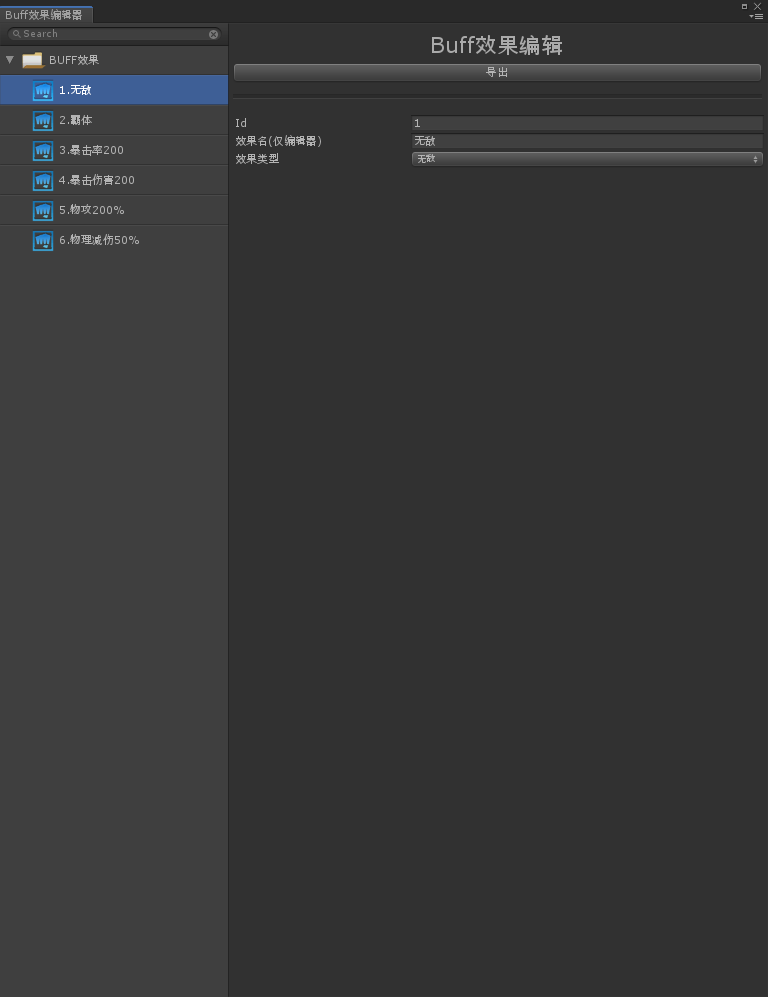 Buff效果编辑器
Search
BUFF效果
1.无敌
2.霸体
3.暴击率200
4.暴击伤害200
5.物攻200%
6.物理减伤50%
Buff效果编辑
导出
Id 1
效果名(仅编辑器) 无敌
效果类型 无敌